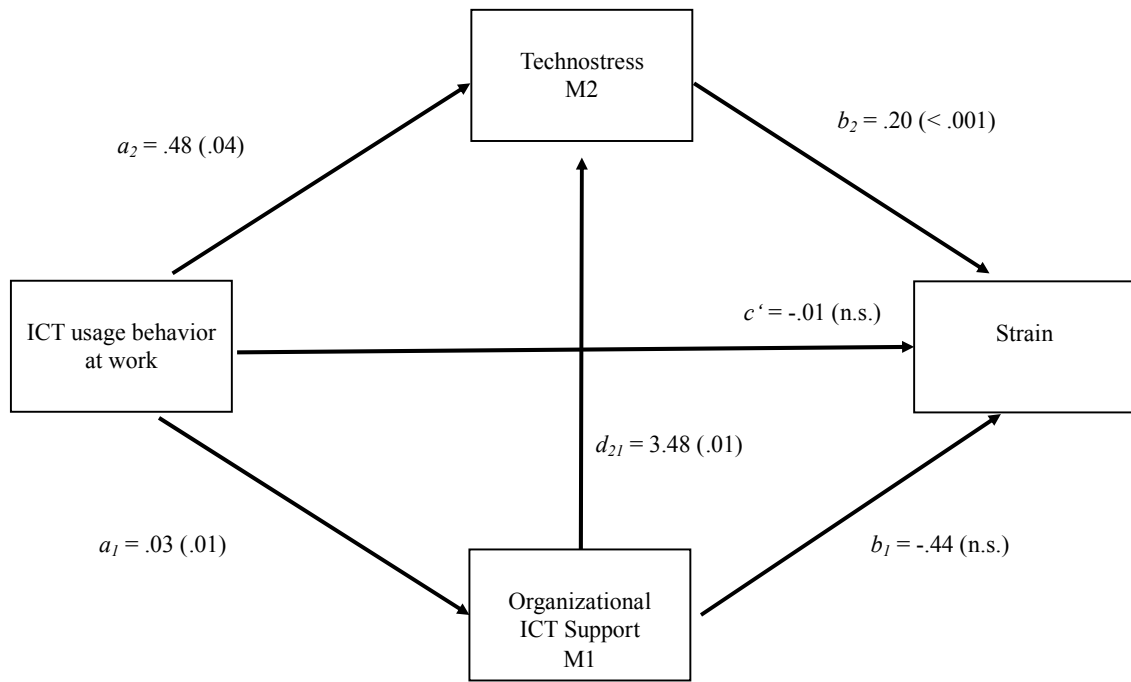 Technostress
M2
a2 = .48 (.04)
b2 = .20 (< .001)
ICT usage behavior
at work
c‘ = -.01 (n.s.)
Strain
d21 = 3.48 (.01)
a1 = .03 (.01)
b1 = -.44 (n.s.)
Organizational
ICT Support
M1